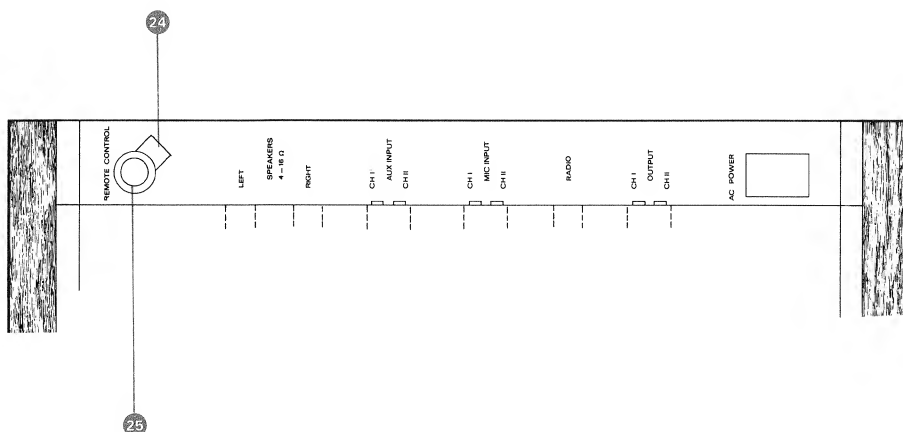 24
REMOTE CONTROL
LEFT
SPEAKERS
4–16 Ω
RIGHT
CH I
AUX INPUT
CH II
CH I
MIC INPUT
CH II
RADIO
CH I
OUTPUT
CH II
AC POWER
25